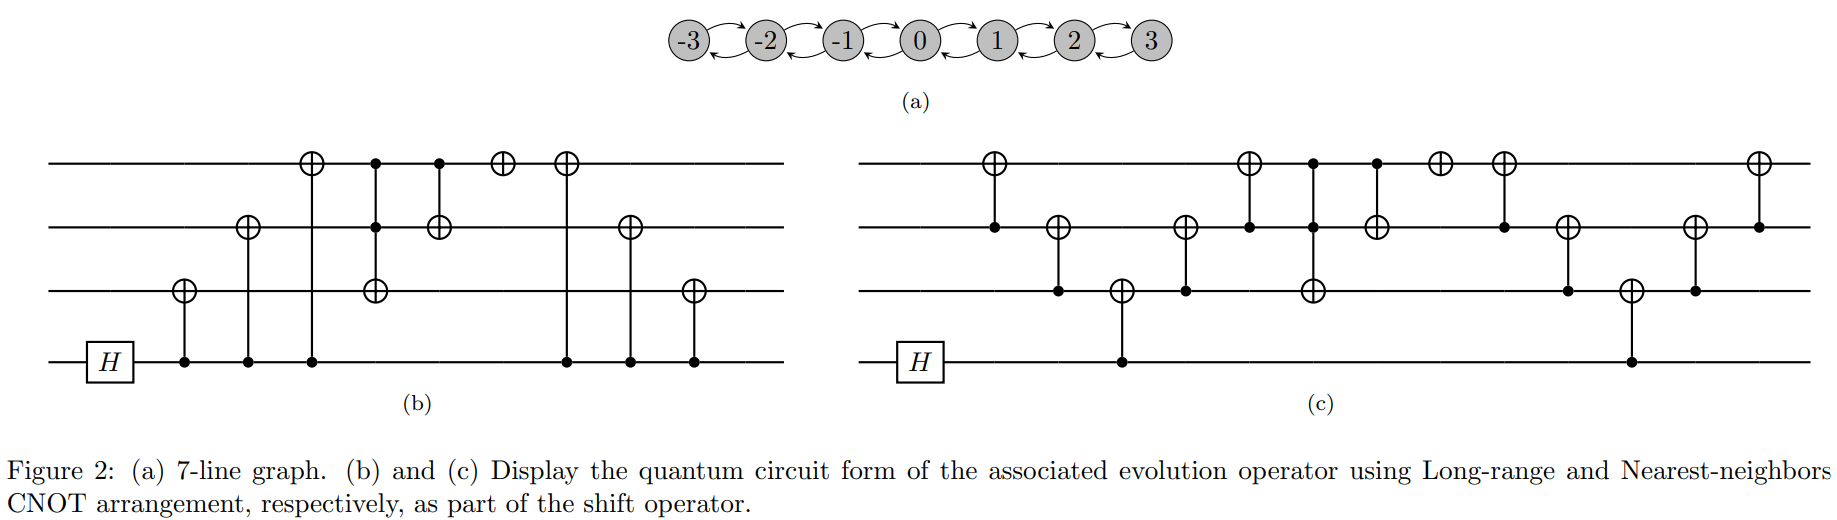 -3 -2 -1 0 1 2 3
(a)
H H
(b) (c)
Figure 2: (a) 7-line graph. (b) and (c) Display the quantum circuit form of the associated evolution operator using Long-range and Nearest-neighbors
CNOT arrangement, respectively, as part of the shift operator.